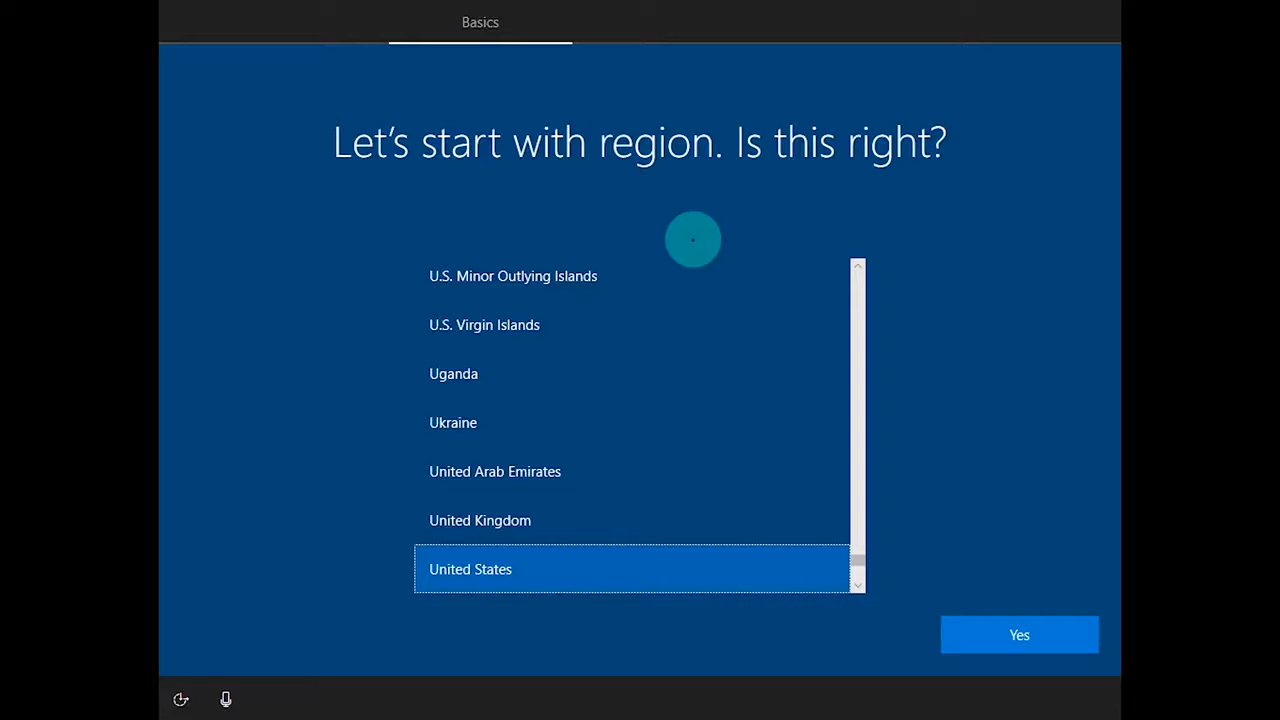 Basics
Let's start with region. Is this right?
U.S. Minor Outlying Islands
U.S. Virgin Islands
Uganda
Ukraine
United Arab Emirates
United Kingdom
United States
Yes